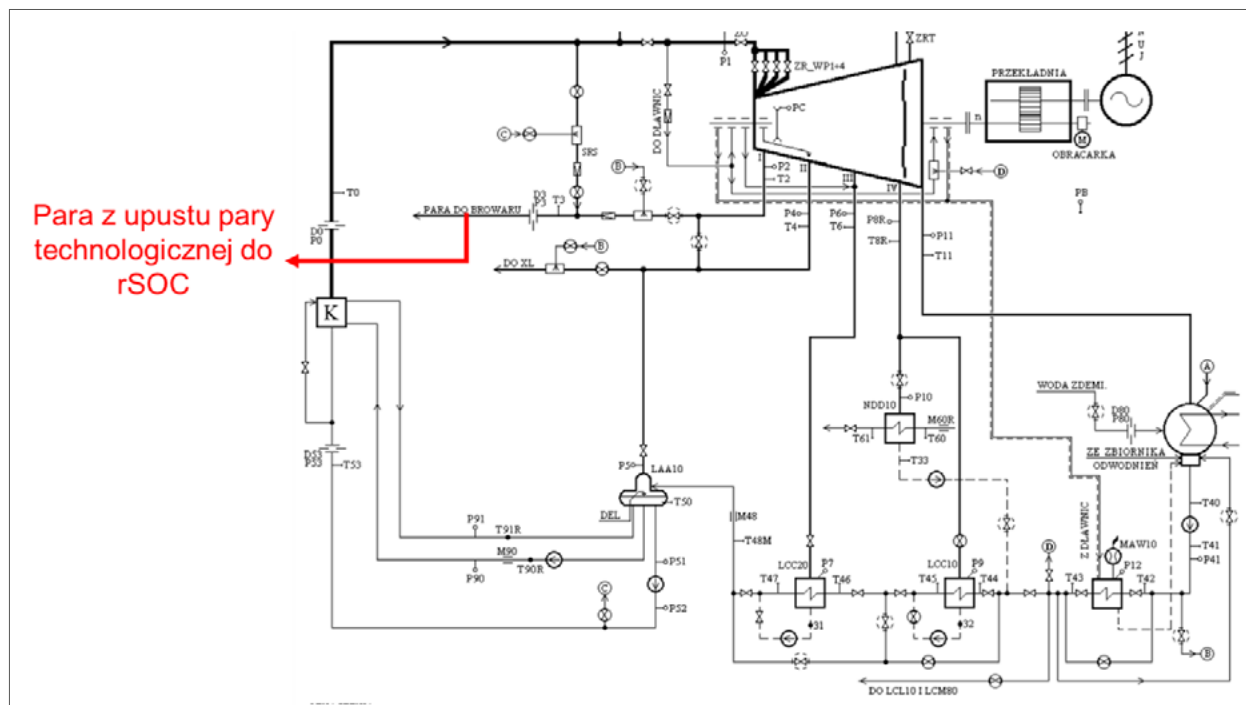 ZRT
P1
ZR_WP1÷4
PRZEKŁADNIA
PC
n
M
OBRACARKA
DO DŁAWNIC
C
SRS
B
I
P2
T2
II
III
IV
D
PB
T0
D0
P0
Para z upustu pary
technologicznej do
rSOC
PARA DO BROWARU
D3
P3
T3
P4
T4
P6
T6
P8R
T8R
P11
T11
B
DO XL
K
A
WODA ZDEMI.
D80
P80
P10
NDD10
M60R
T61
T60
T33
ZE ZBIORNIKA
ODWODNIEŃ
D53
P53
T53
P5
LAA10
T50
DEL
T40
P91
T91R
M90
T90R
P90
P51
P52
C
M48
T48M
T41
P41
Z DŁAWNIC
MAW10
D
LCC20
P7
T47
T46
LCC10
P9
T45
T44
T43
P12
T42
31
32
B
DO LCL10 I LCM80